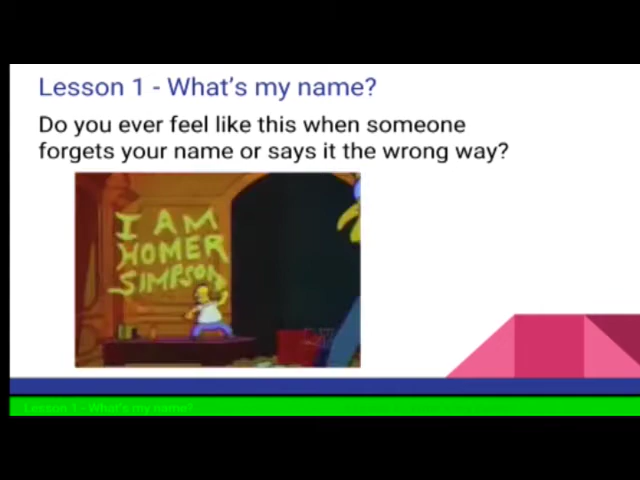 Lesson 1 - What's my name?
Do you ever feel like this when someone
forgets your name or says it the wrong way?
I AM
HOMER
SIMPSON
Lesson 1 - What's my name?